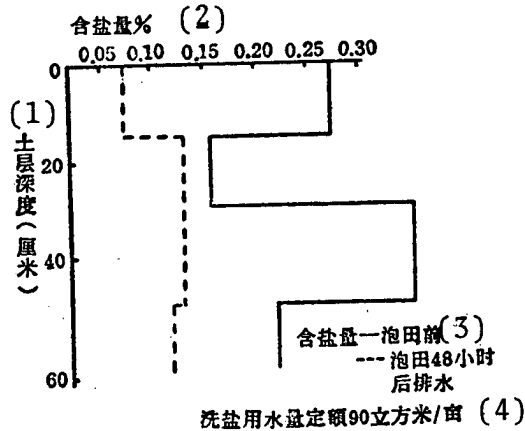 含盐量% (2)
0.05 0.10 0.15 0.20 0.25 0.30
0
(1)
土层深度(厘米)
20
40
60
含盐量—泡田前(3)
--- 泡田48小时
后排水
洗盐用水量定额90立方米/亩 (4)